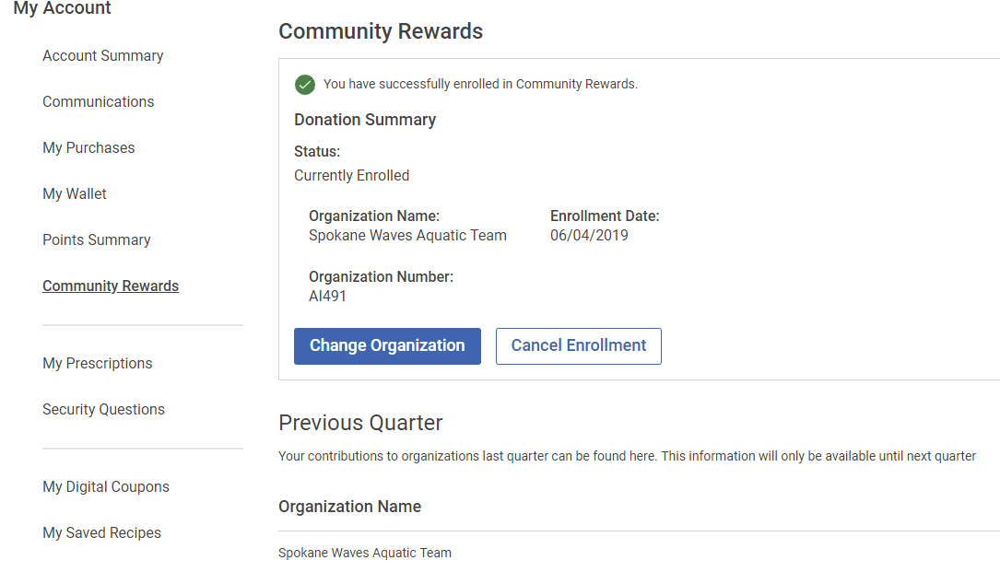 My Account
Account Summary
Communications
My Purchases
My Wallet
Points Summary
Community Rewards
My Prescriptions
Security Questions
My Digital Coupons
My Saved Recipes
Community Rewards
You have successfully enrolled in Community Rewards.
Donation Summary
Status:
Currently Enrolled
Organization Name:
Spokane Waves Aquatic Team
Enrollment Date:
06/04/2019
Organization Number:
AI491
Change Organization
Cancel Enrollment
Previous Quarter
Your contributions to organizations last quarter can be found here. This information will only be available until next quarter
Organization Name
Spokane Waves Aquatic Team